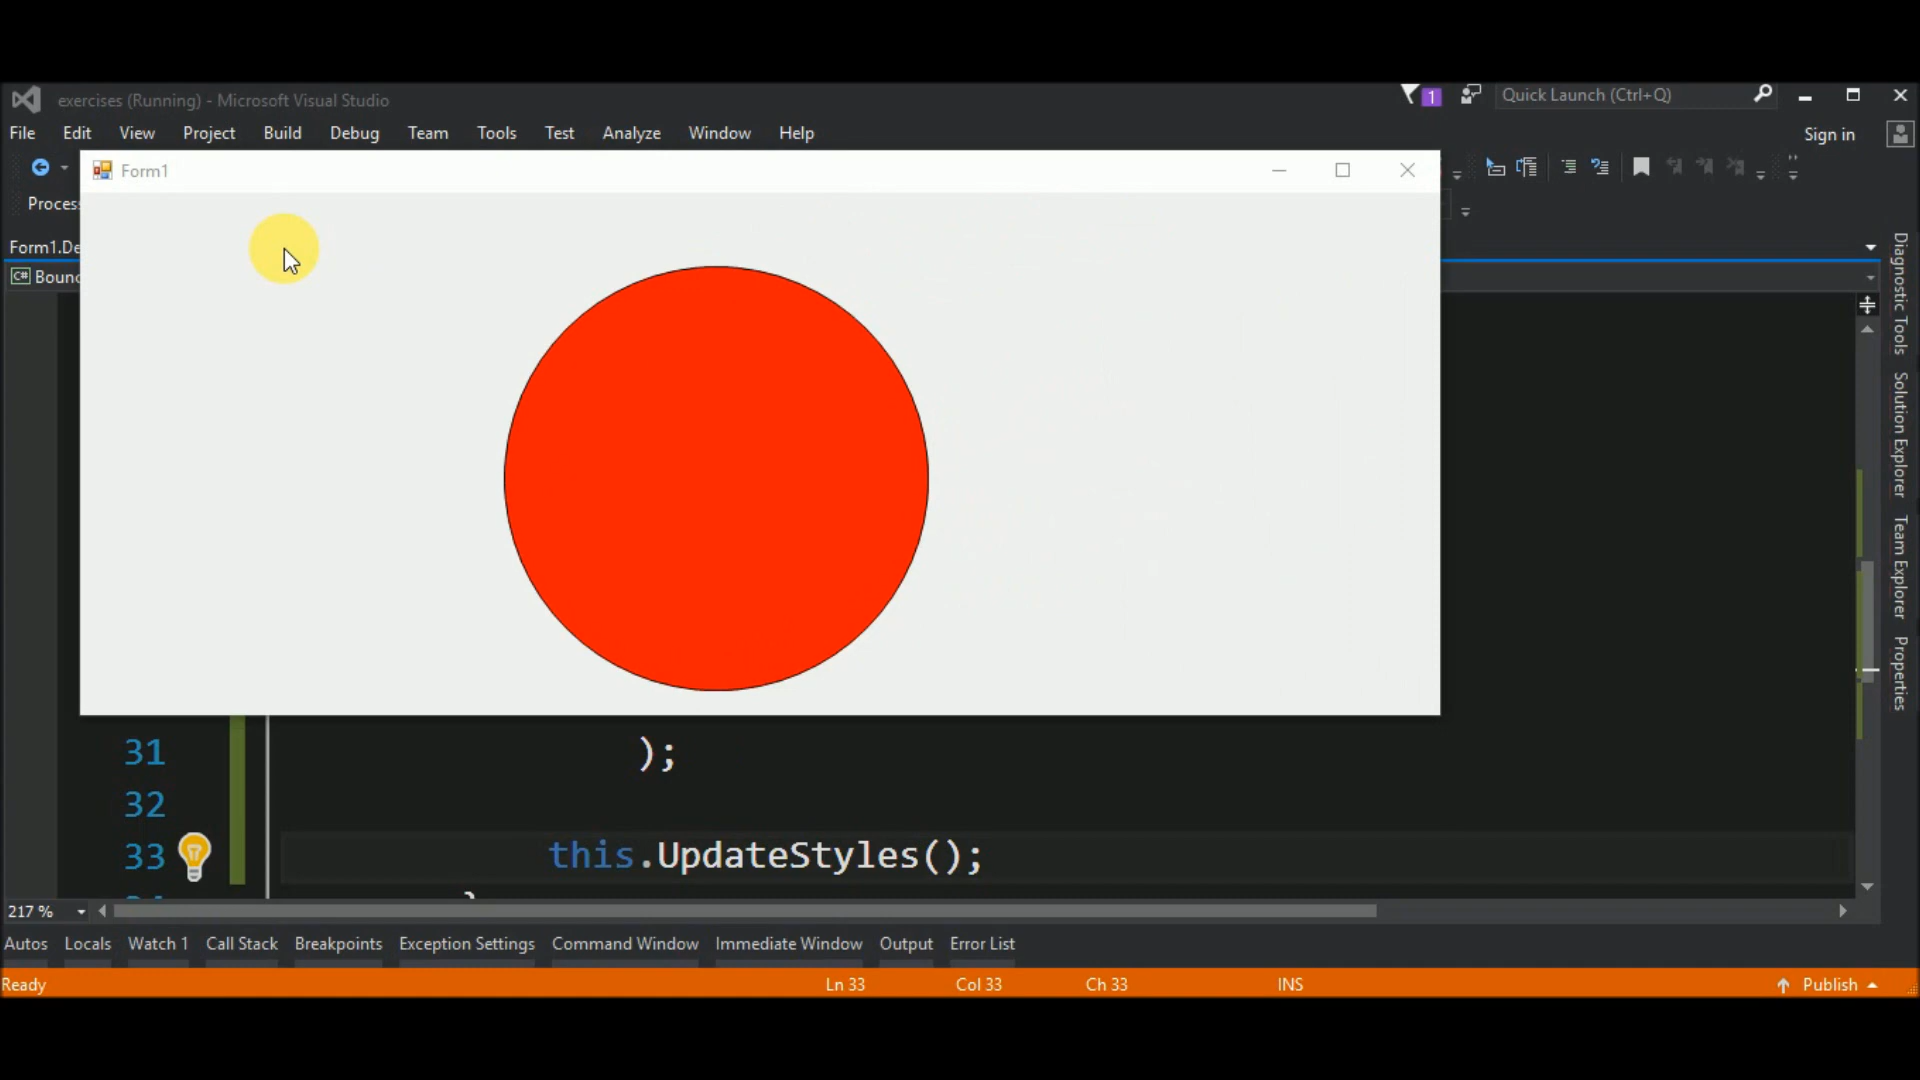 exercises (Running) - Microsoft Visual Studio
1
Quick Launch (Ctrl+Q)
File Edit View Project Build Debug Team Tools Test Analyze Window Help
Sign in
Form1
Proces
Form1.De
C# Boun
Diagnostic Tools
Solution Explorer
Team Explorer
Properties
31 );
32
33 this.UpdateStyles();
217 %
Autos Locals Watch 1 Call Stack Breakpoints Exception Settings Command Window Immediate Window Output Error List
Ready Ln 33 Col 33 Ch 33 INS Publish